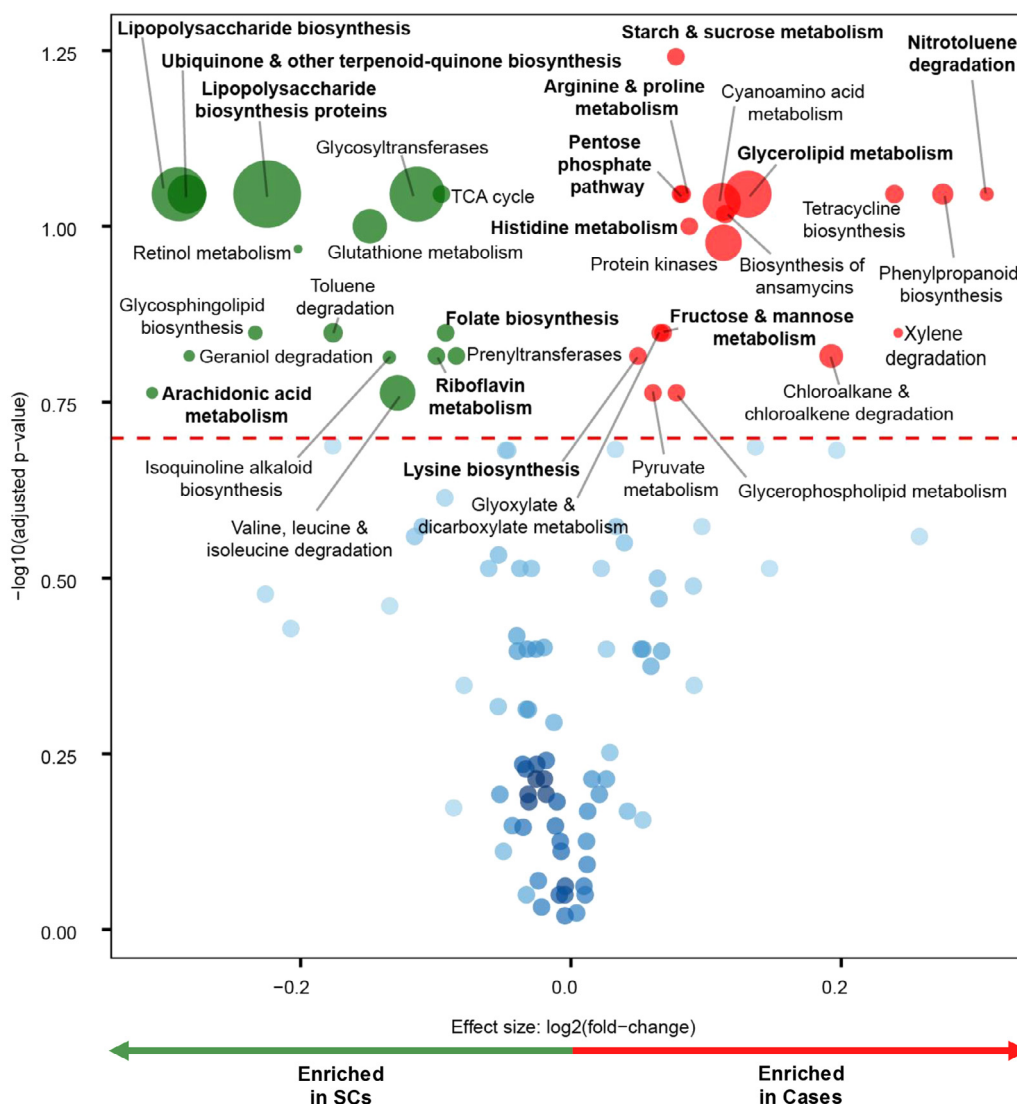 Lipopolysaccharide biosynthesis
Starch & sucrose metabolism
Nitrotoluene
degradation
1.25
Ubiquinone & other terpenoid-quinone biosynthesis
Lipopolysaccharide
biosynthesis proteins
Arginine & proline
metabolism
Cyanoamino acid
metabolism
Glycosyltransferases
Pentose
phosphate
pathway
Glycerolipid metabolism
TCA cycle
Tetracycline
biosynthesis
1.00
Histidine metabolism
Retinol metabolism
Glutathione metabolism
Protein kinases
Biosynthesis of
ansamycins
Phenylpropanoid
biosynthesis
Glycosphingolipid
biosynthesis
Toluene
degradation
Folate biosynthesis
Fructose & mannose
metabolism
Xylene
degradation
Geraniol degradation
Prenyltransferases
Arachidonic acid
metabolism
Riboflavin
metabolism
Chloroalkane &
chloroalkene degradation
0.75
Isoquinoline alkaloid
biosynthesis
Lysine biosynthesis
Pyruvate
metabolism
Glycerophospholipid metabolism
Glyoxylate &
dicarboxylate metabolism
Valine, leucine &
isoleucine degradation
−log10(adjusted p−value)
0.50
0.25
0.00
−0.2
0.0
0.2
Effect size: log2(fold−change)
Enriched
in SCs
Enriched
in Cases